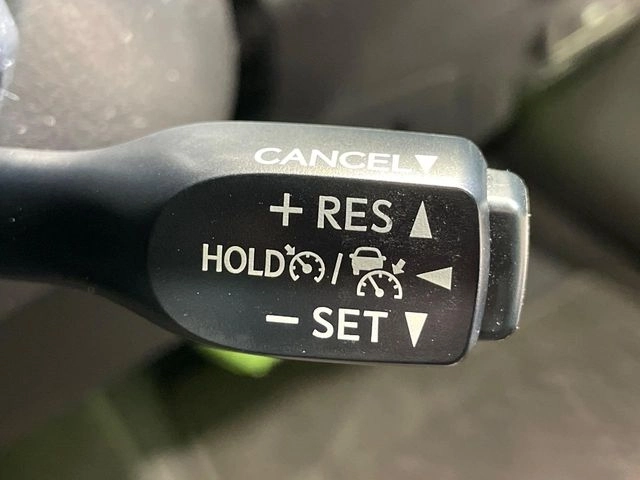 CANCEL▼
+ RES ▲
HOLD / ◀
− SET ▼